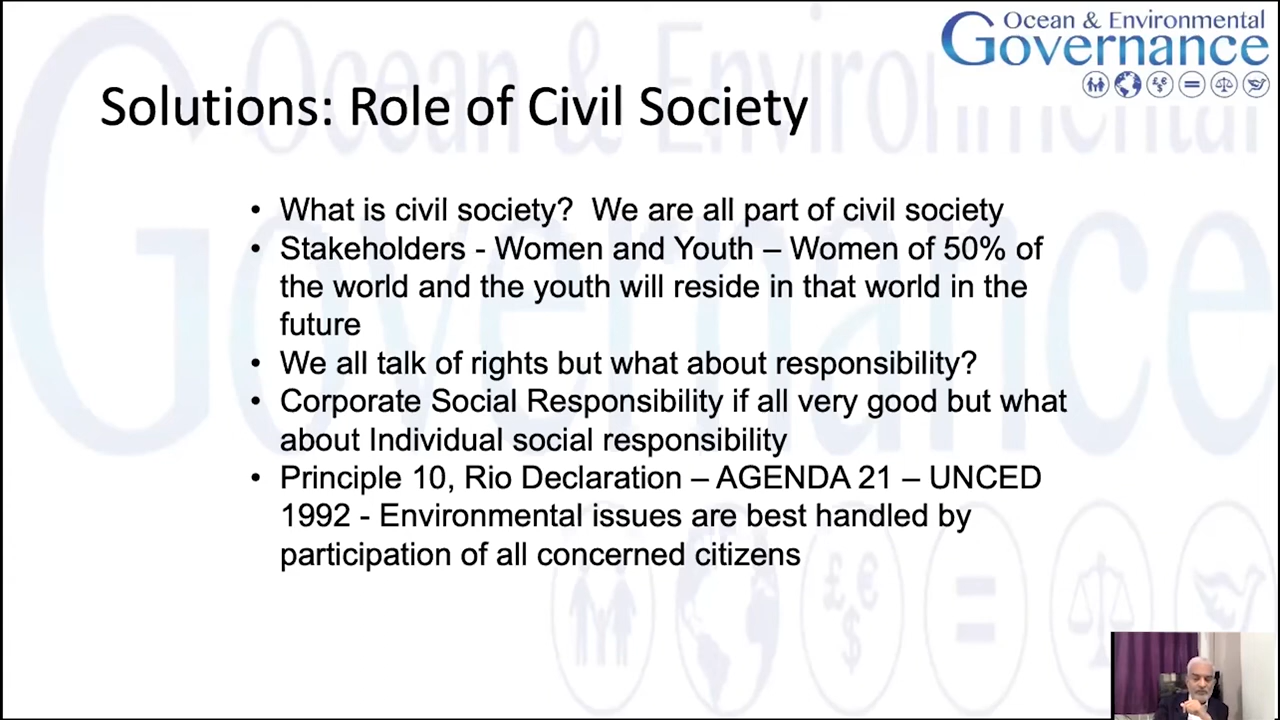 Ocean & Environmental
Governance
Solutions: Role of Civil Society
• What is civil society? We are all part of civil society
• Stakeholders - Women and Youth – Women of 50% of
the world and the youth will reside in that world in the
future
• We all talk of rights but what about responsibility?
• Corporate Social Responsibility if all very good but what
about Individual social responsibility
• Principle 10, Rio Declaration – AGENDA 21 – UNCED
1992 - Environmental issues are best handled by
participation of all concerned citizens